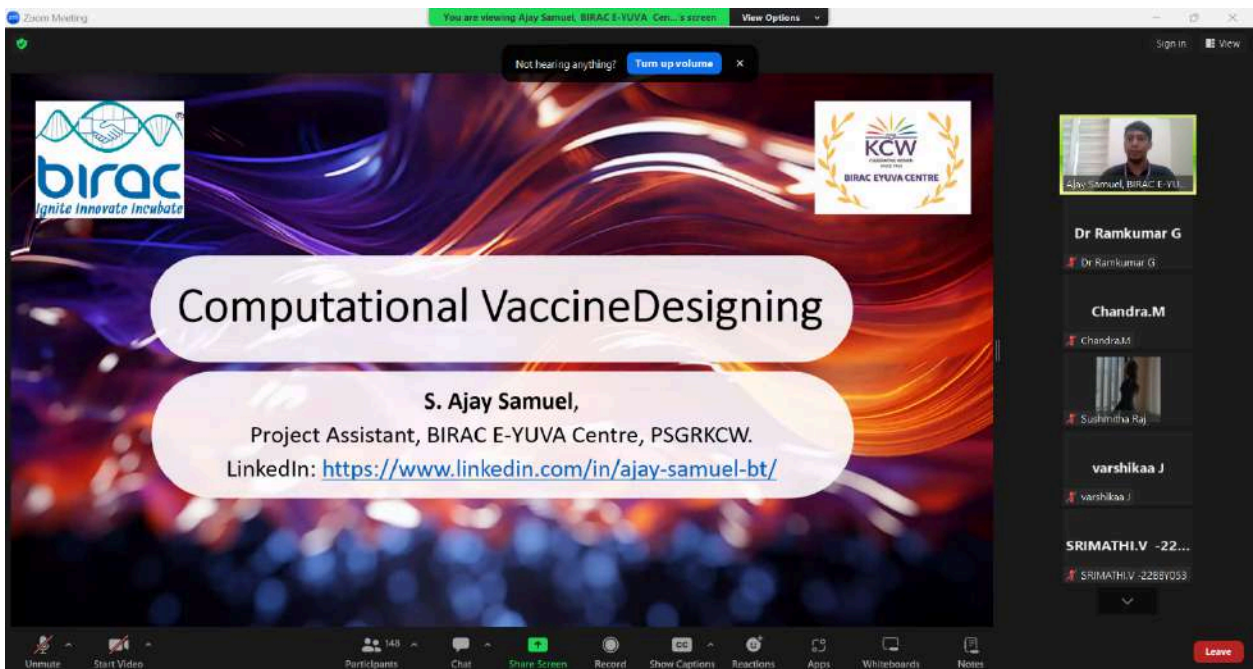 Zoom Meeting
You are viewing Ajay Samuel, BIRAC E-YUVA Cen...'s screen
View Options
Sign in
View
Not hearing anything?
Turn up volume
birac
Ignite Innovate Incubate
®
KCW
BIRAC EYUVA CENTRE
Computational VaccineDesigning
S. Ajay Samuel,
Project Assistant, BIRAC E-YUVA Centre, PSGRKCW.
LinkedIn: https://www.linkedin.com/in/ajay-samuel-bt/
Ajay Samuel, BIRAC E-YU...
Dr Ramkumar G
Dr Ramkumar G
Chandra.M
Chandra.M
Sushmitha Raj
varshikaa J
varshikaa J
SRIMATHI.V -22...
SRIMATHI.V -22BBY053
Unmute
Start Video
148
Participants
Chat
Share Screen
Record
CC
Show Captions
Reactions
Apps
Whiteboards
Notes
Leave